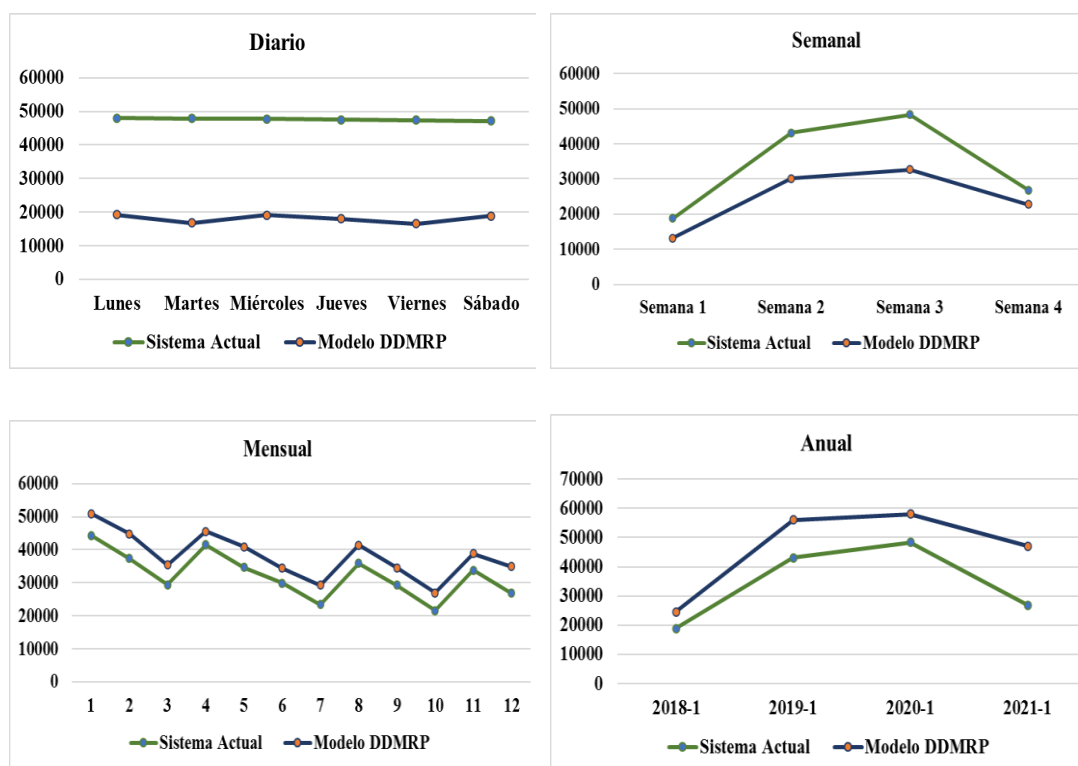 Diario
60000
50000
40000
30000
20000
10000
0
Lunes Martes Miércoles Jueves Viernes Sábado
Sistema Actual Modelo DDMRP
Semanal
60000
50000
40000
30000
20000
10000
0
Semana 1 Semana 2 Semana 3 Semana 4
Sistema Actual Modelo DDMRP
Mensual
60000
50000
40000
30000
20000
10000
0
1 2 3 4 5 6 7 8 9 10 11 12
Sistema Actual Modelo DDMRP
Anual
70000
60000
50000
40000
30000
20000
10000
0
2018-1 2019-1 2020-1 2021-1
Sistema Actual Modelo DDMRP